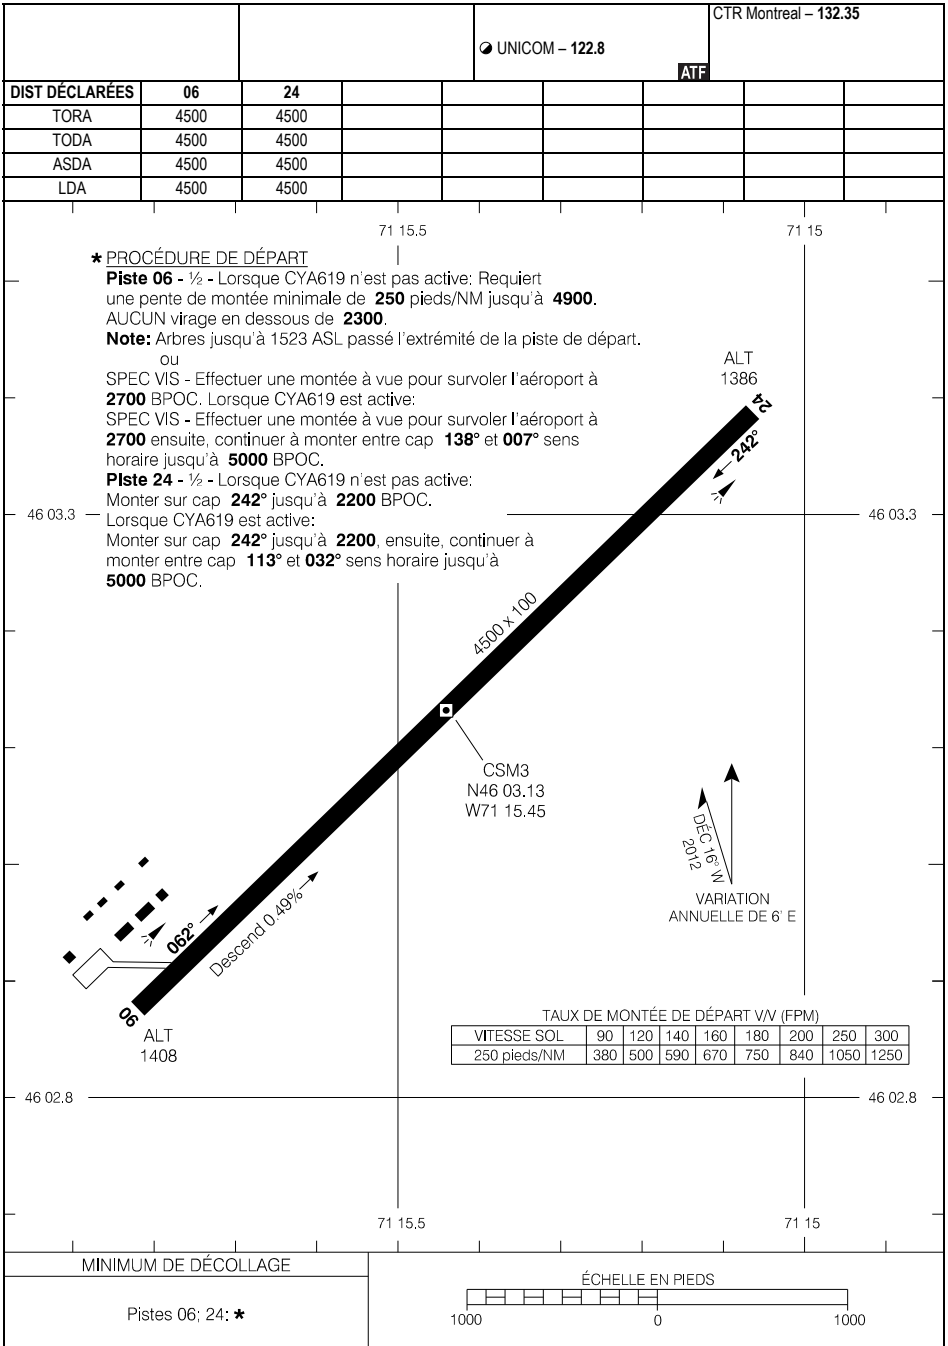 CTR Montreal – 132.35
UNICOM – 122.8
ATF
DIST DÉCLARÉES 06 24
TORA 4500 4500
TODA 4500 4500
ASDA 4500 4500
LDA 4500 4500
71 15.5 71 15
* PROCÉDURE DE DÉPART
Piste 06 - ½ - Lorsque CYA619 n'est pas active: Requiert
une pente de montée minimale de 250 pieds/NM jusqu'à 4900.
AUCUN virage en dessous de 2300.
Note: Arbres jusqu'à 1523 ASL passé l'extrémité de la piste de départ.
ou
SPEC VIS - Effectuer une montée à vue pour survoler l'aéroport à
2700 BPOC. Lorsque CYA619 est active:
SPEC VIS - Effectuer une montée à vue pour survoler l'aéroport à
2700 ensuite, continuer à monter entre cap 138° et 007° sens
horaire jusqu'à 5000 BPOC.
Piste 24 - ½ - Lorsque CYA619 n'est pas active:
Monter sur cap 242° jusqu'à 2200 BPOC.
Lorsque CYA619 est active:
Monter sur cap 242° jusqu'à 2200, ensuite, continuer à
monter entre cap 113° et 032° sens horaire jusqu'à
5000 BPOC.
ALT
1386
24
242°
46 03.3 46 03.3
4500 x 100
CSM3
N46 03.13
W71 15.45
DÉC 16° W
2012
VARIATION
ANNUELLE DE 6' E
062°
Descend 0.49%
06
ALT
1408
TAUX DE MONTÉE DE DÉPART V/V (FPM)
VITESSE SOL 90 120 140 160 180 200 250 300
250 pieds/NM 380 500 590 670 750 840 1050 1250
46 02.8 46 02.8
71 15.5 71 15
MINIMUM DE DÉCOLLAGE
Pistes 06; 24: *
ÉCHELLE EN PIEDS
1000 0 1000